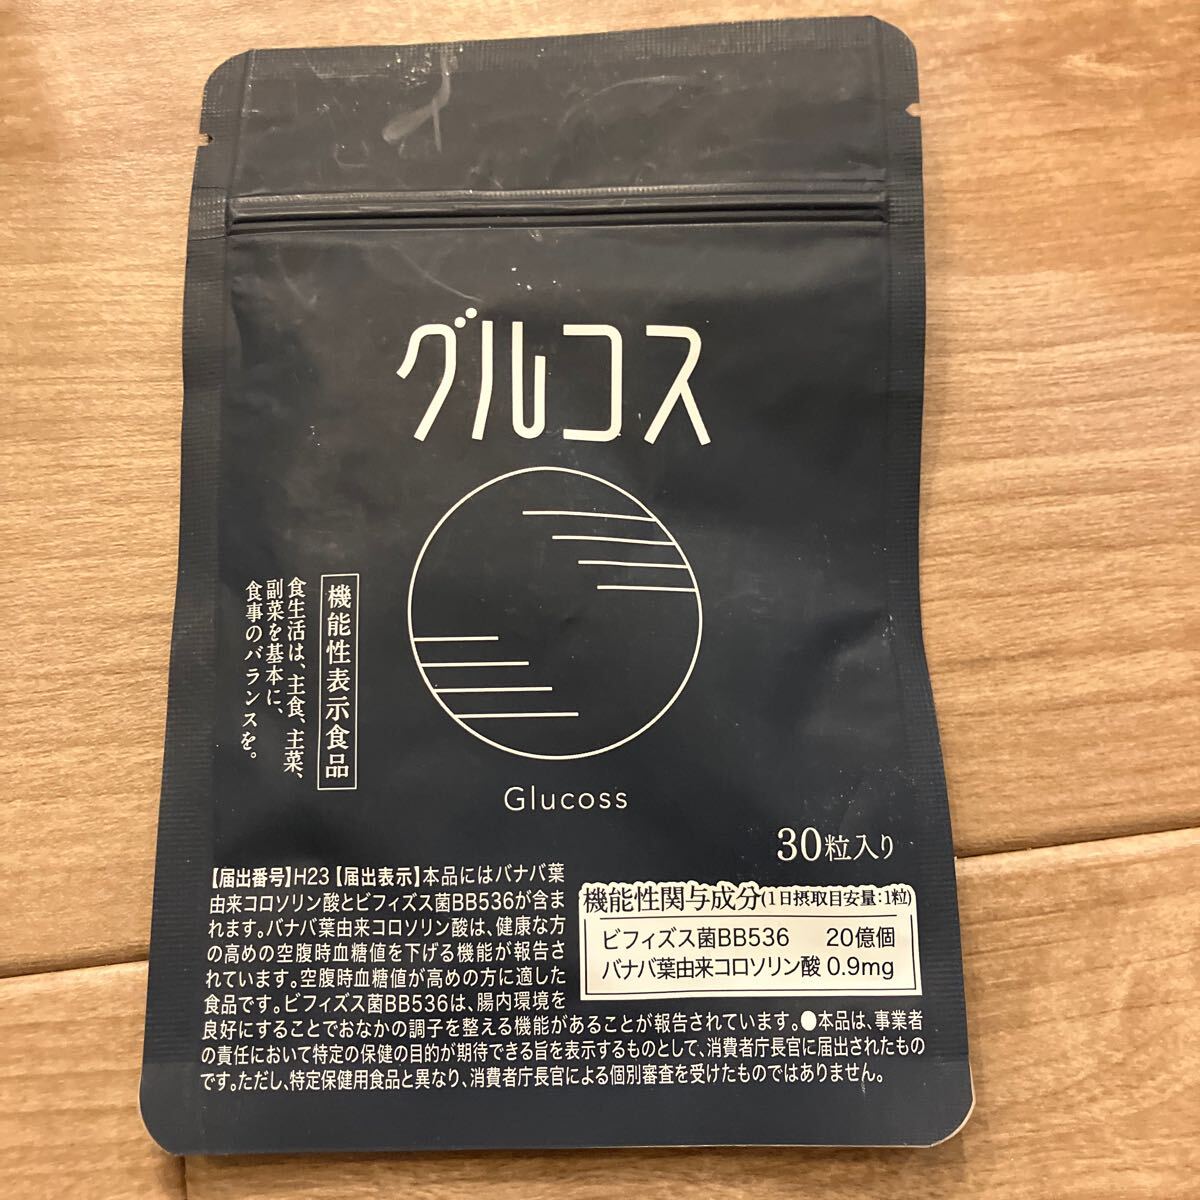 グルコス
Glucoss
機能性表示食品
食生活は、主食、主菜、
副菜を基本に、
食事のバランスを。
30粒入り
【届出番号】H23【届出表示】本品にはバナバ葉
由来コロソリン酸とビフィズス菌BB536が含ま
れます。バナバ葉由来コロソリン酸は、健康な方
の高めの空腹時血糖値を下げる機能が報告さ
れています。空腹時血糖値が高めの方に適した
食品です。ビフィズス菌BB536は、腸内環境を
良好にすることでおなかの調子を整える機能があることが報告されています。●本品は、事業者
の責任において特定の保健の目的が期待できる旨を表示するものとして、消費者庁長官に届出されたもの
です。ただし、特定保健用食品と異なり、消費者庁長官による個別審査を受けたものではありません。
機能性関与成分(1日摂取目安量:1粒)
ビフィズス菌BB536 20億個
バナバ葉由来コロソリン酸 0.9mg